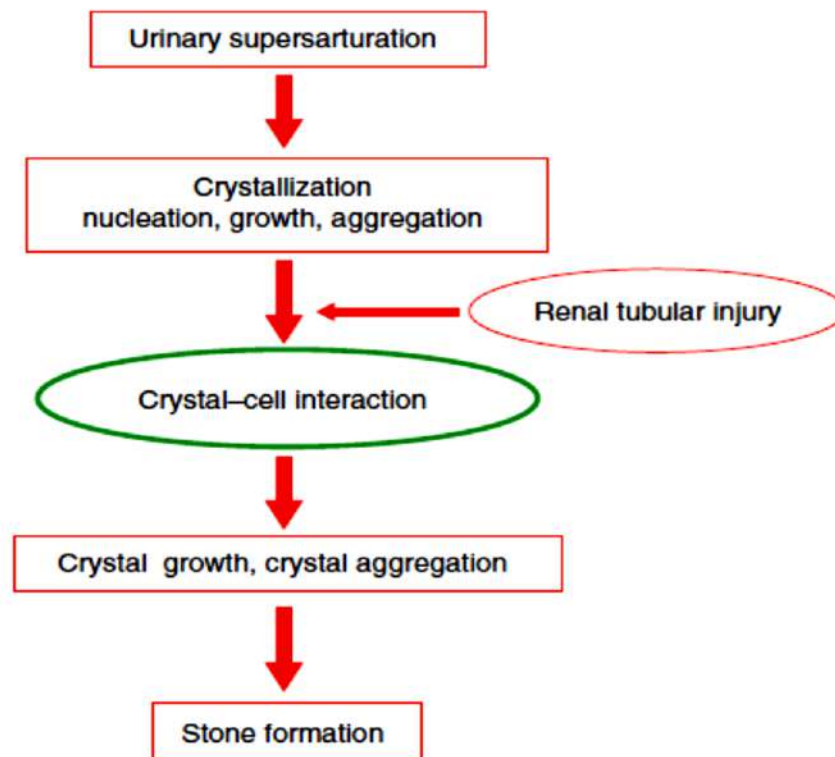 Urinary supersarturation
Crystallization
nucleation, growth, aggregation
Renal tubular injury
Crystal–cell interaction
Crystal growth, crystal aggregation
Stone formation